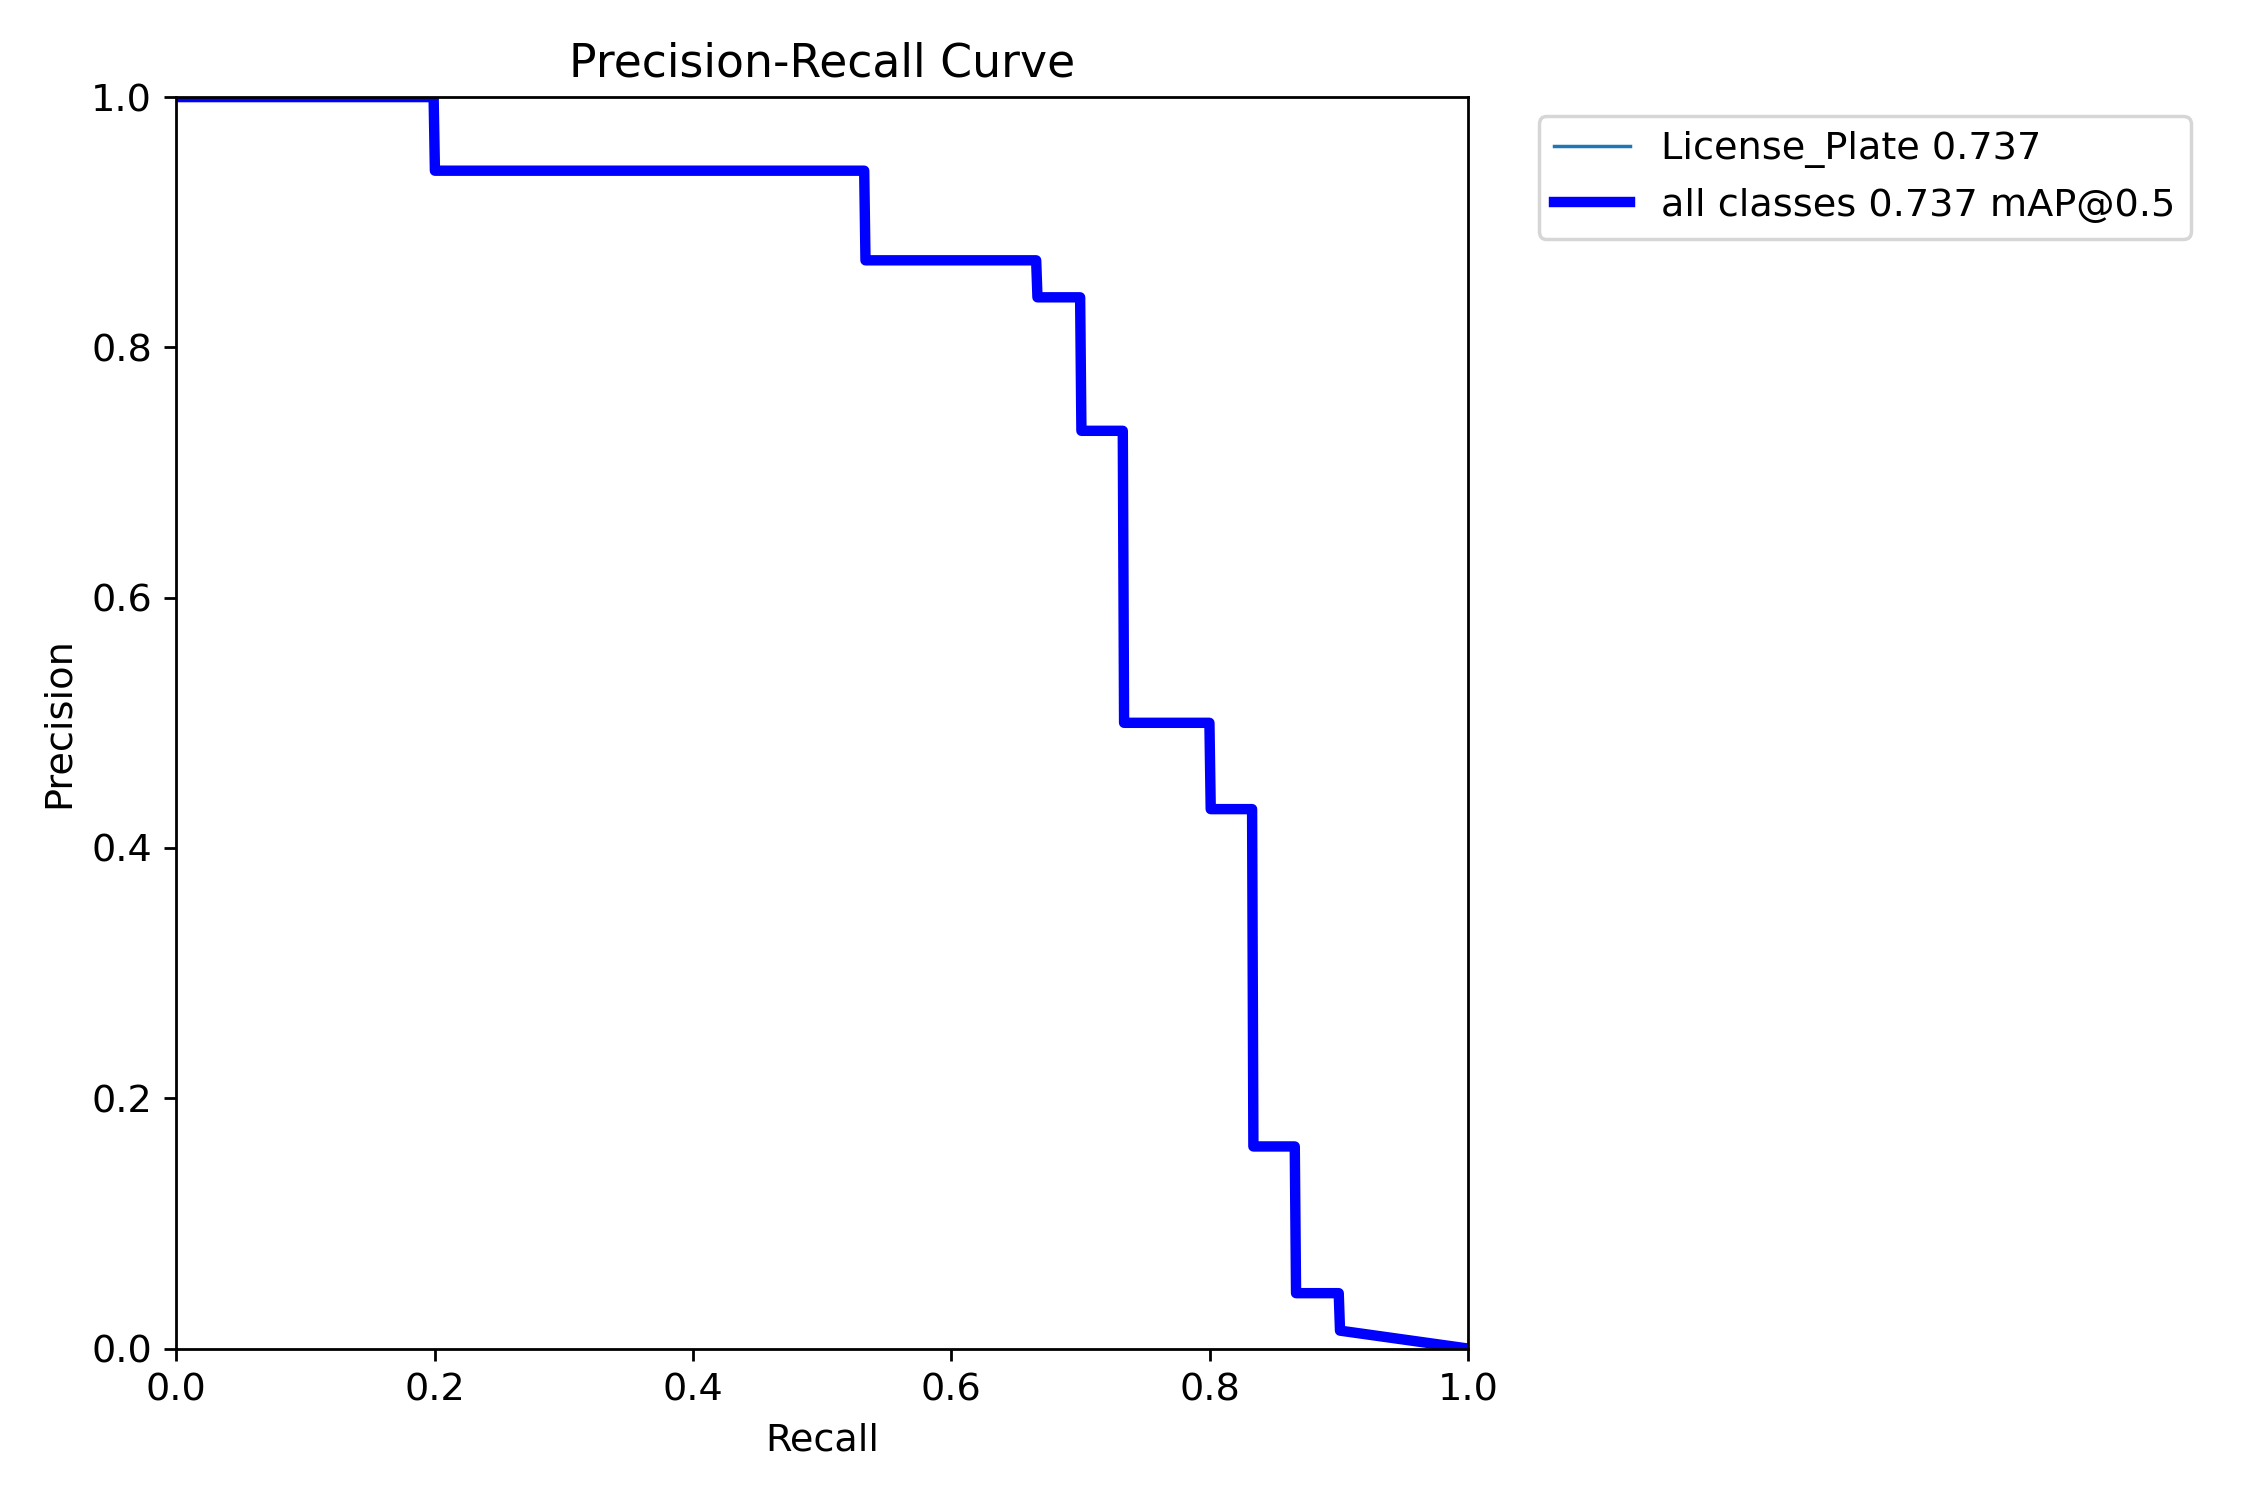 Precision-Recall Curve
1.0
0.8
0.6
0.4
0.2
0.0
Precision
0.0 0.2 0.4 0.6 0.8 1.0
Recall
License_Plate 0.737
all classes 0.737 mAP@0.5